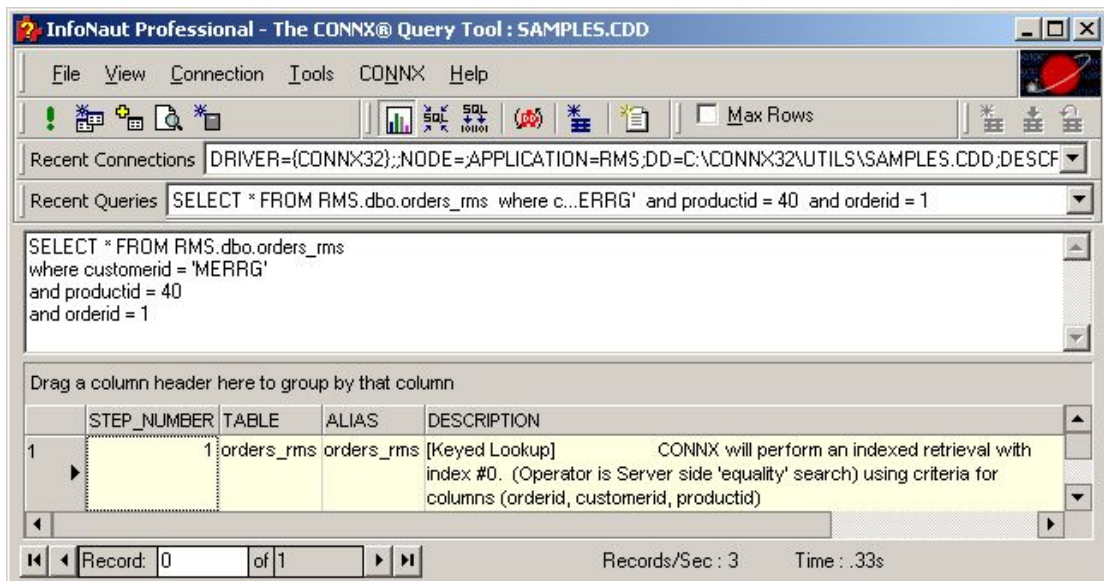 InfoNaut Professional - The CONNX® Query Tool : SAMPLES.CDD
File View Connection Tools CONNX Help
SQL SQL Max Rows
Recent Connections DRIVER={CONNX32};;NODE=;APPLICATION=RMS;DD=C:\CONNX32\UTILS\SAMPLES.CDD;DESCF
Recent Queries SELECT * FROM RMS.dbo.orders_rms where c...ERRG' and productid = 40 and orderid = 1
SELECT * FROM RMS.dbo.orders_rms
where customerid = 'MERRG'
and productid = 40
and orderid = 1
Drag a column header here to group by that column
STEP_NUMBER TABLE ALIAS DESCRIPTION
1 1 orders_rms orders_rms [Keyed Lookup] CONNX will perform an indexed retrieval with
index #0. (Operator is Server side 'equality' search) using criteria for
columns (orderid, customerid, productid)
Record: 0 of 1 Records/Sec : 3 Time : .33s